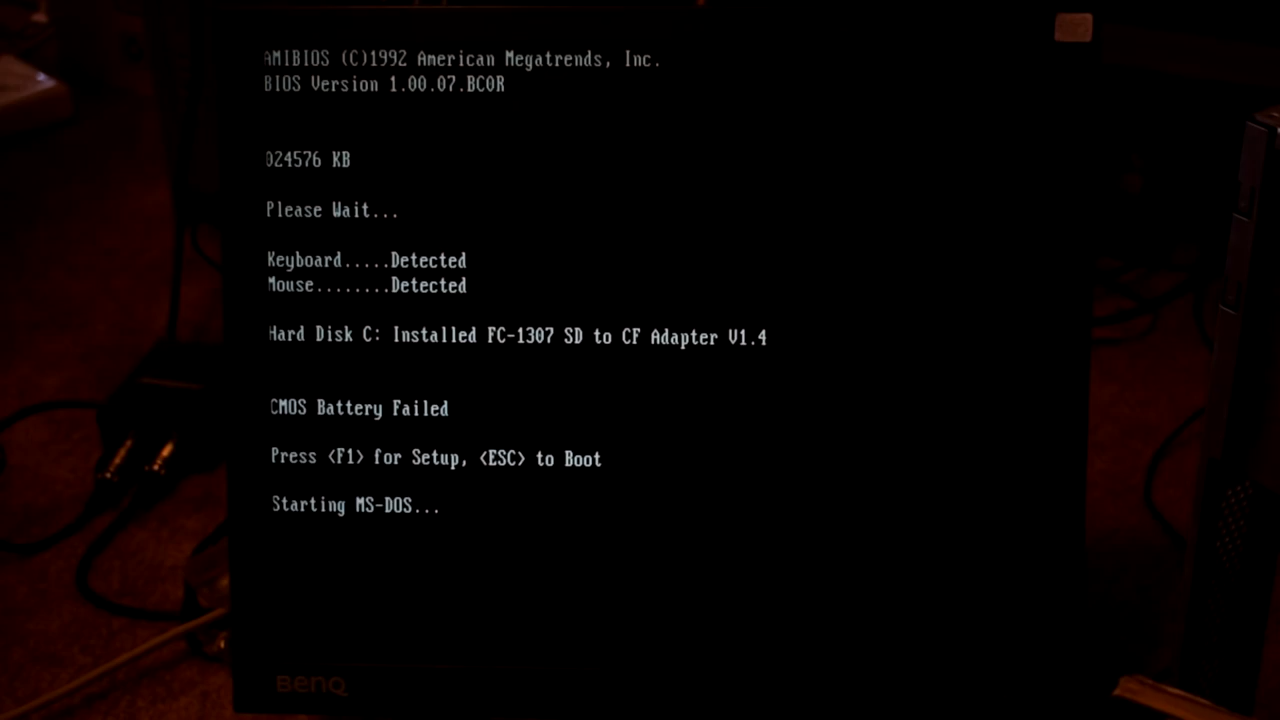 AMIBIOS (C)1992 American Megatrends, Inc.
BIOS Version 1.00.07.BC0R
024576 KB
Please Wait...
Keyboard.....Detected
Mouse........Detected
Hard Disk C: Installed FC-1307 SD to CF Adapter V1.4
CMOS Battery Failed
Press <F1> for Setup, <ESC> to Boot
Starting MS-DOS...
BenQ